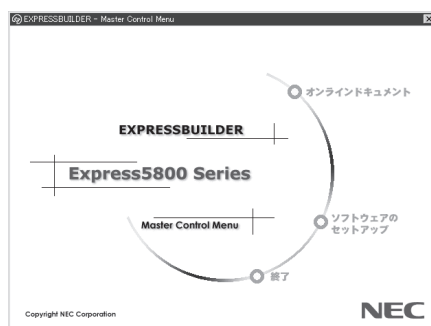 EXPRESSBUILDER - Master Control Menu
オンラインドキュメント
EXPRESSBUILDER
Express5800 Series
Master Control Menu
ソフトウェアの
セットアップ
終了
Copyright NEC Corporation
NEC